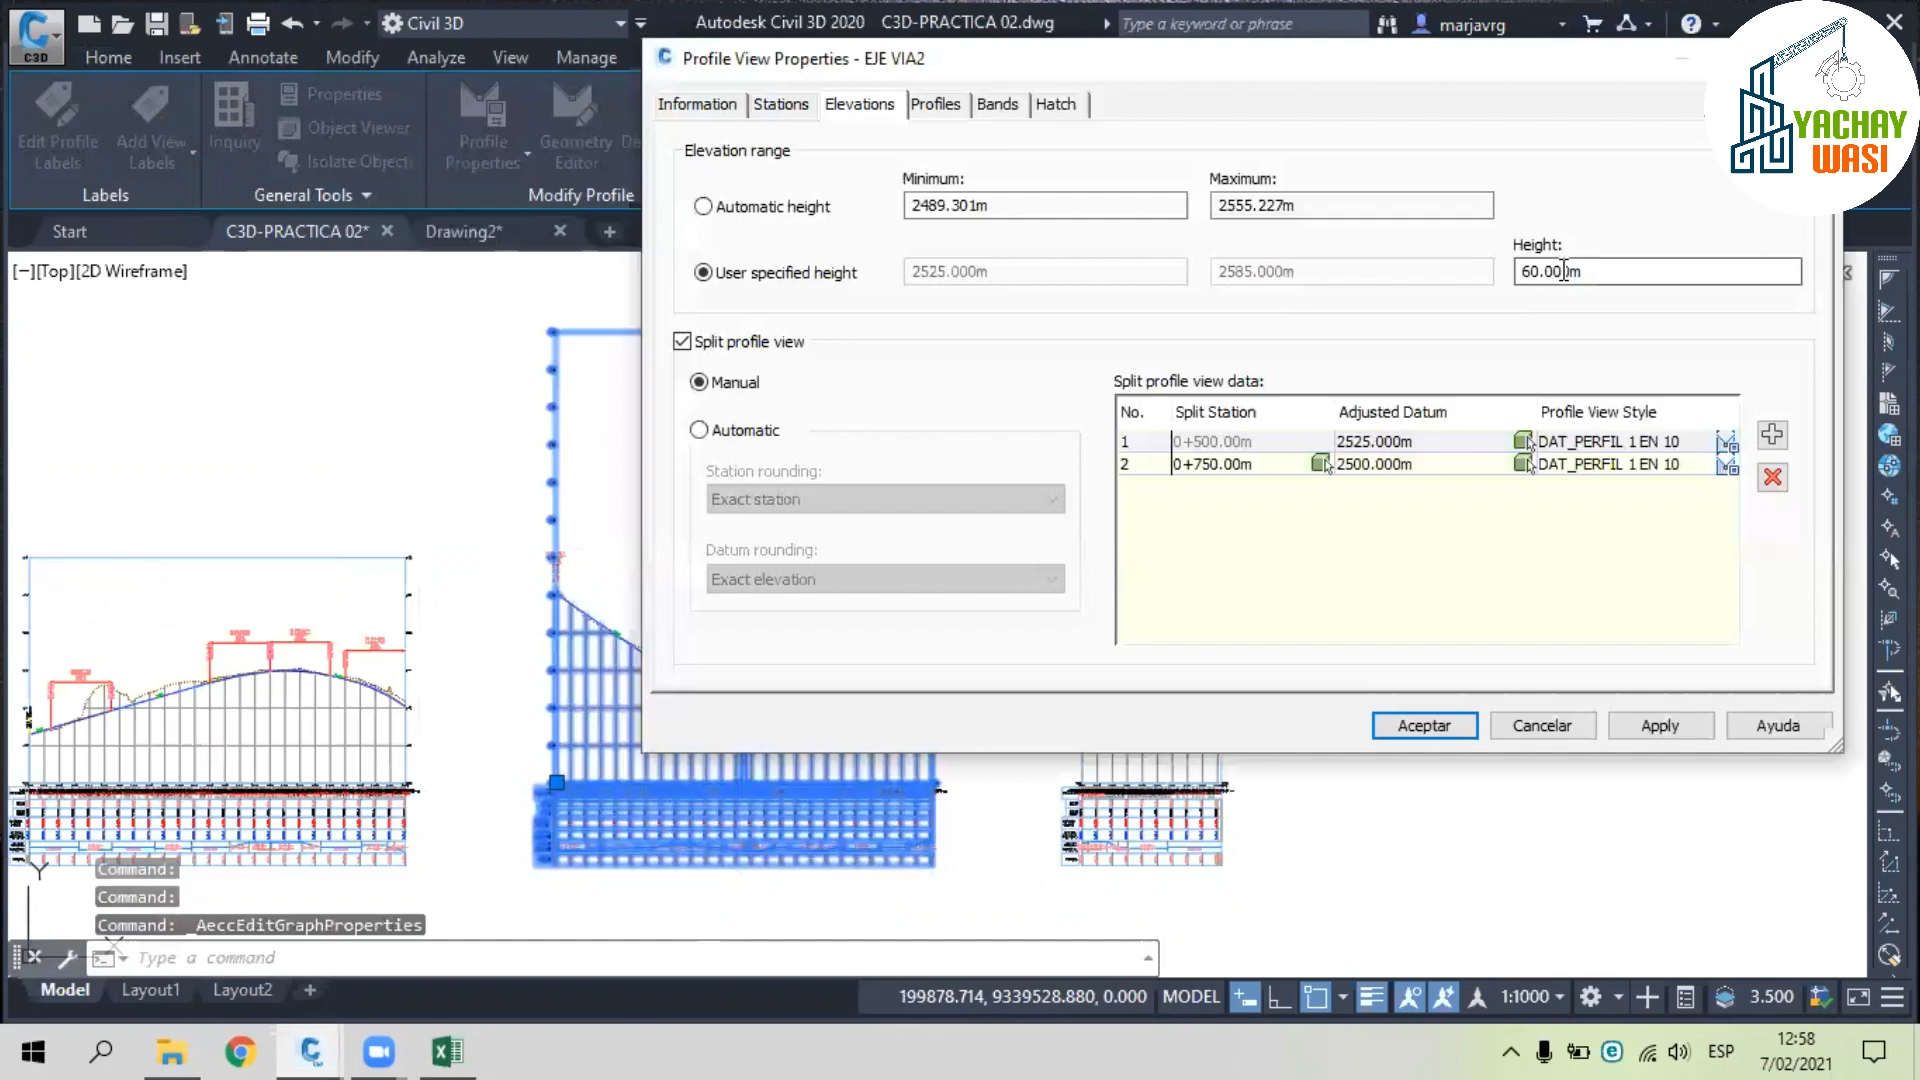 Civil 3D
Autodesk Civil 3D 2020 C3D-PRACTICA 02.dwg
Type a keyword or phrase
marjavrg
C3D
Home Insert Annotate Modify Analyze View Manage
Profile View Properties - EJE VIA2
YACHAY
WASI
Edit Profile
Labels
Add View
Labels
Inquiry
Properties
Object Viewer
Isolate Object
Profile
Properties
Geometry
Editor
Labels
General Tools
Modify Profile
Start
C3D-PRACTICA 02*
Drawing2*
[−][Top][2D Wireframe]
Information Stations Elevations Profiles Bands Hatch
Elevation range
Minimum: Maximum:
Automatic height 2489.301m 2555.227m
Height:
User specified height 2525.000m 2585.000m 60.000m
Split profile view
Manual
Automatic
Station rounding:
Exact station
Datum rounding:
Exact elevation
Split profile view data:
No. Split Station Adjusted Datum Profile View Style
1 0+500.00m 2525.000m DAT_PERFIL 1 EN 10
2 0+750.00m 2500.000m DAT_PERFIL 1 EN 10
Aceptar Cancelar Apply Ayuda
Y
Command:
Command:
Command: _AeccEditGraphProperties
Type a command
Model Layout1 Layout2
199878.714, 9339528.880, 0.000 MODEL
1:1000
3.500
ESP
12:58
7/02/2021